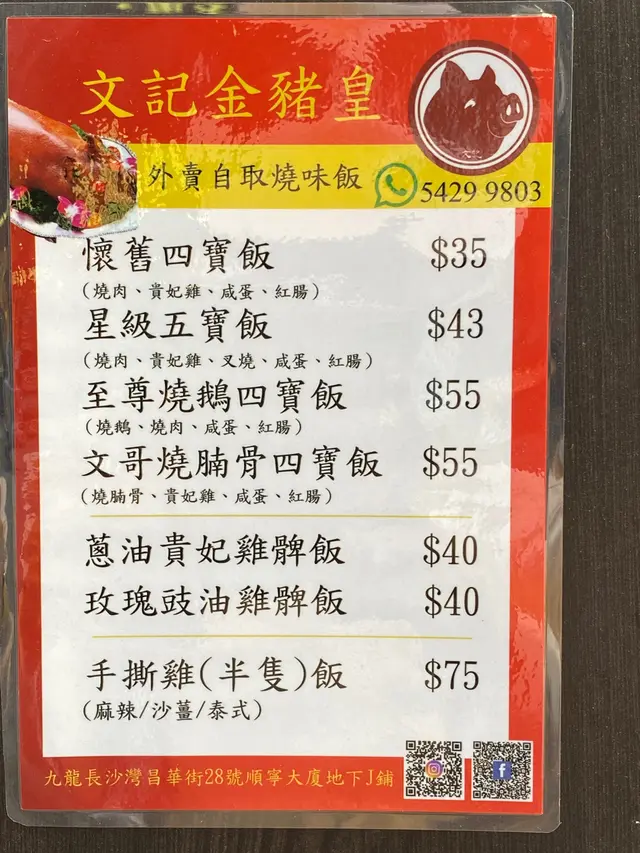 文記金豬皇
外賣自取燒味飯 5429 9803
懷舊四寶飯 $35
(燒肉、貴妃雞、咸蛋、紅腸)
星級五寶飯 $43
(燒肉、貴妃雞、叉燒、咸蛋、紅腸)
至尊燒鵝四寶飯 $55
(燒鵝、燒肉、咸蛋、紅腸)
文哥燒腩骨四寶飯 $55
(燒腩骨、貴妃雞、咸蛋、紅腸)
蔥油貴妃雞髀飯 $40
玫瑰豉油雞髀飯 $40
手撕雞(半隻)飯 $75
(麻辣/沙薑/泰式)
九龍長沙灣昌華街28號順寧大廈地下J鋪